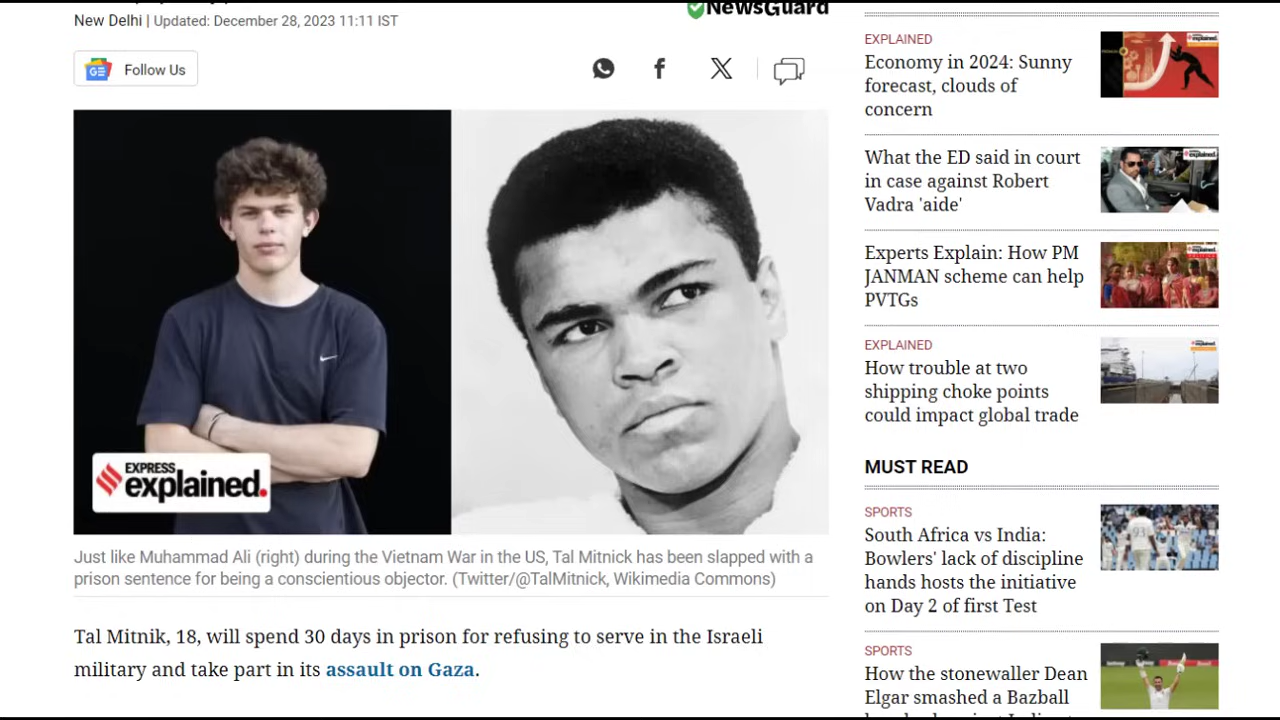 New Delhi | Updated: December 28, 2023 11:11 IST
NewsGuard
Follow Us
EXPRESS
explained.
Just like Muhammad Ali (right) during the Vietnam War in the US, Tal Mitnick has been slapped with a
prison sentence for being a conscientious objector. (Twitter/@TalMitnick, Wikimedia Commons)
Tal Mitnik, 18, will spend 30 days in prison for refusing to serve in the Israeli
military and take part in its assault on Gaza.
EXPLAINED
Economy in 2024: Sunny
forecast, clouds of
concern
What the ED said in court
in case against Robert
Vadra 'aide'
Experts Explain: How PM
JANMAN scheme can help
PVTGs
EXPLAINED
How trouble at two
shipping choke points
could impact global trade
MUST READ
SPORTS
South Africa vs India:
Bowlers' lack of discipline
hands hosts the initiative
on Day 2 of first Test
SPORTS
How the stonewaller Dean
Elgar smashed a Bazball